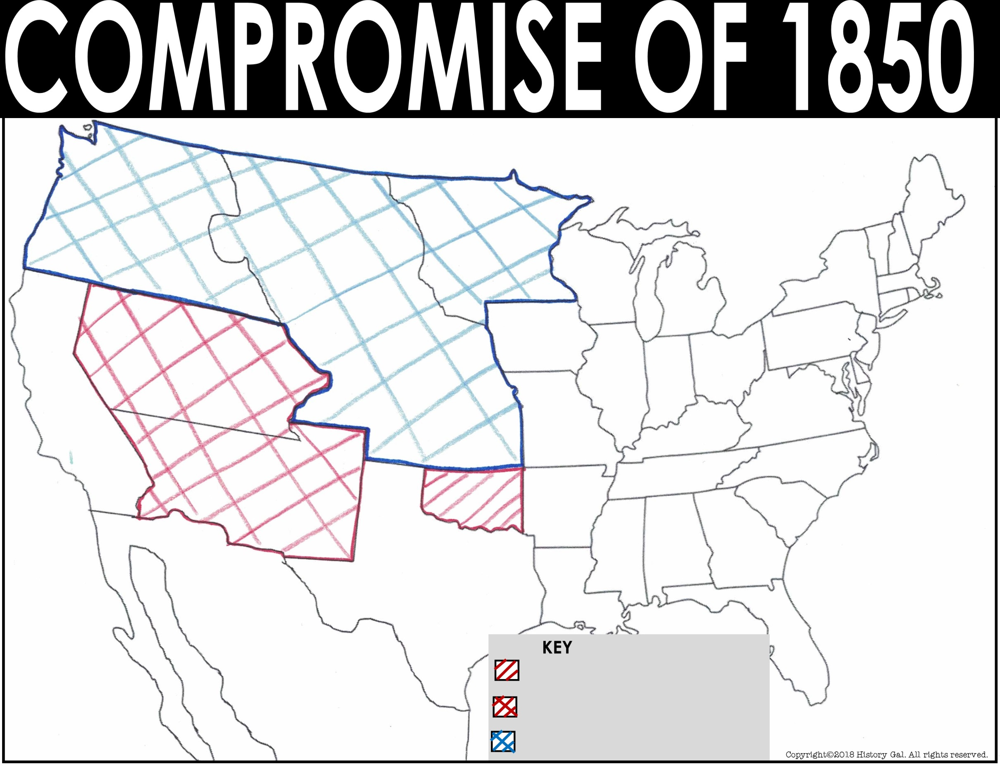 COMPROMISE OF 1850
KEY
Copyright©2018 History Gal. All rights reserved.